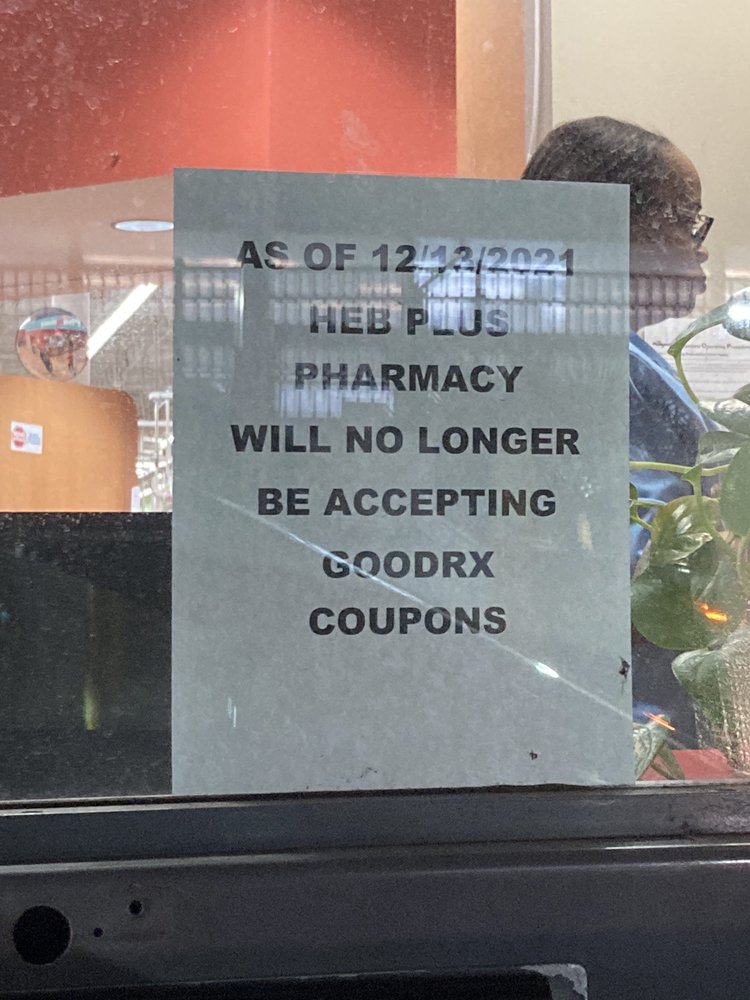 AS OF 12/13/2021
HEB PLUS
PHARMACY
WILL NO LONGER
BE ACCEPTING
GOODRX
COUPONS